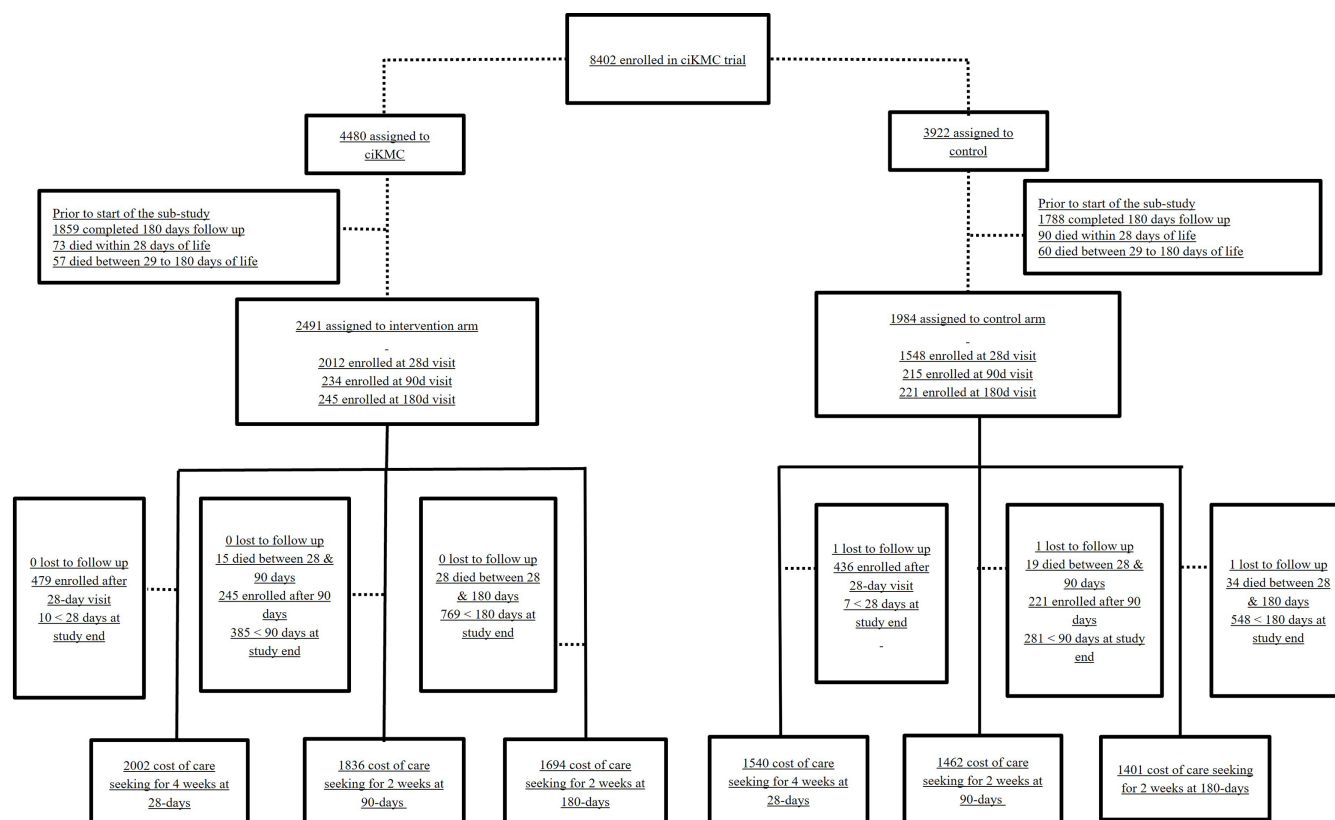 8402 enrolled in ciKMC trial
4480 assigned to
ciKMC
3922 assigned to
control
Prior to start of the sub-study
1859 completed 180 days follow up
73 died within 28 days of life
57 died between 29 to 180 days of life
Prior to start of the sub-study
1788 completed 180 days follow up
90 died within 28 days of life
60 died between 29 to 180 days of life
2491 assigned to intervention arm
-
2012 enrolled at 28d visit
234 enrolled at 90d visit
245 enrolled at 180d visit
1984 assigned to control arm
-
1548 enrolled at 28d visit
215 enrolled at 90d visit
221 enrolled at 180d visit
0 lost to follow up
479 enrolled after
28-day visit
10 < 28 days at
study end
0 lost to follow up
15 died between 28 &
90 days
245 enrolled after 90
days
385 < 90 days at
study end
0 lost to follow up
28 died between 28
& 180 days
769 < 180 days at
study end
1 lost to follow up
436 enrolled after
28-day visit
7 < 28 days at
study end
-
1 lost to follow up
19 died between 28 &
90 days
221 enrolled after 90
days
281 < 90 days at study
end
1 lost to follow up
34 died between 28
& 180 days
548 < 180 days at
study end
2002 cost of care
seeking for 4 weeks at
28-days
1836 cost of care
seeking for 2 weeks at
90-days
1694 cost of care
seeking for 2 weeks at
180-days
1540 cost of care
seeking for 4 weeks at
28-days
1462 cost of care
seeking for 2 weeks at
90-days
1401 cost of care seeking
for 2 weeks at 180-days